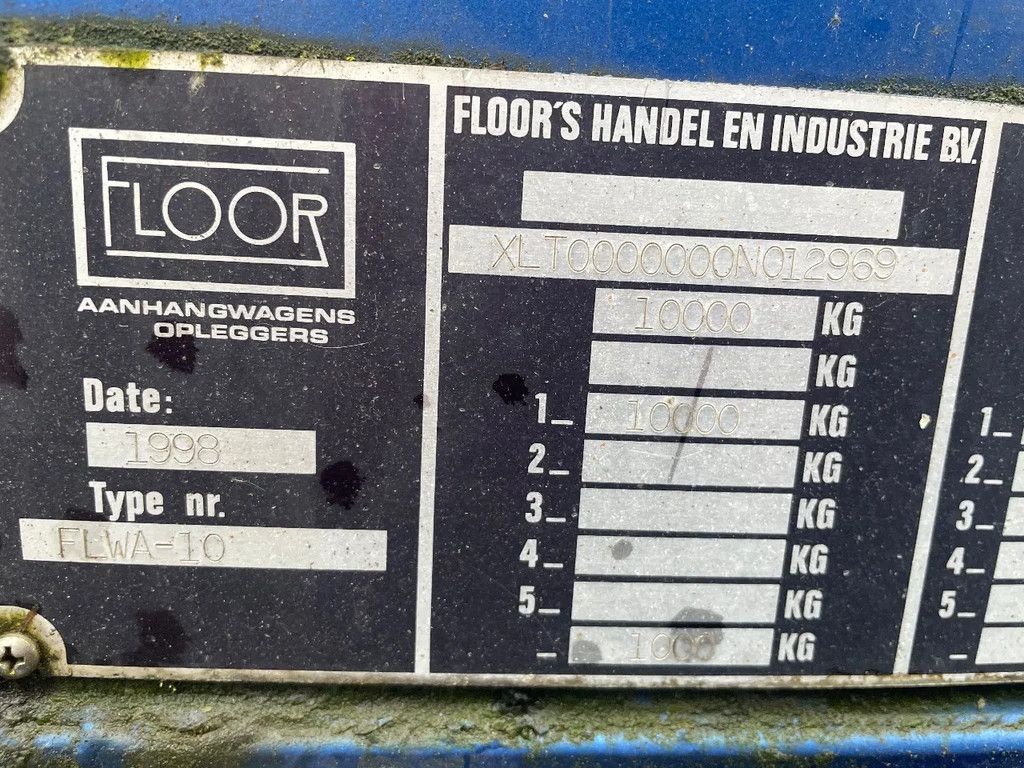 FLOOR
AANHANGWAGENS
OPLEGGERS
Date:
1998
Type nr.
FLWA-10
FLOOR'S HANDEL EN INDUSTRIE B.V.
XLT0000000N012969
10000 KG
KG
1_ 10000 KG
2_ KG
3_ KG
4_ KG
5_ KG
_ 1000 KG
1_
2_
3_
4_
5_
_